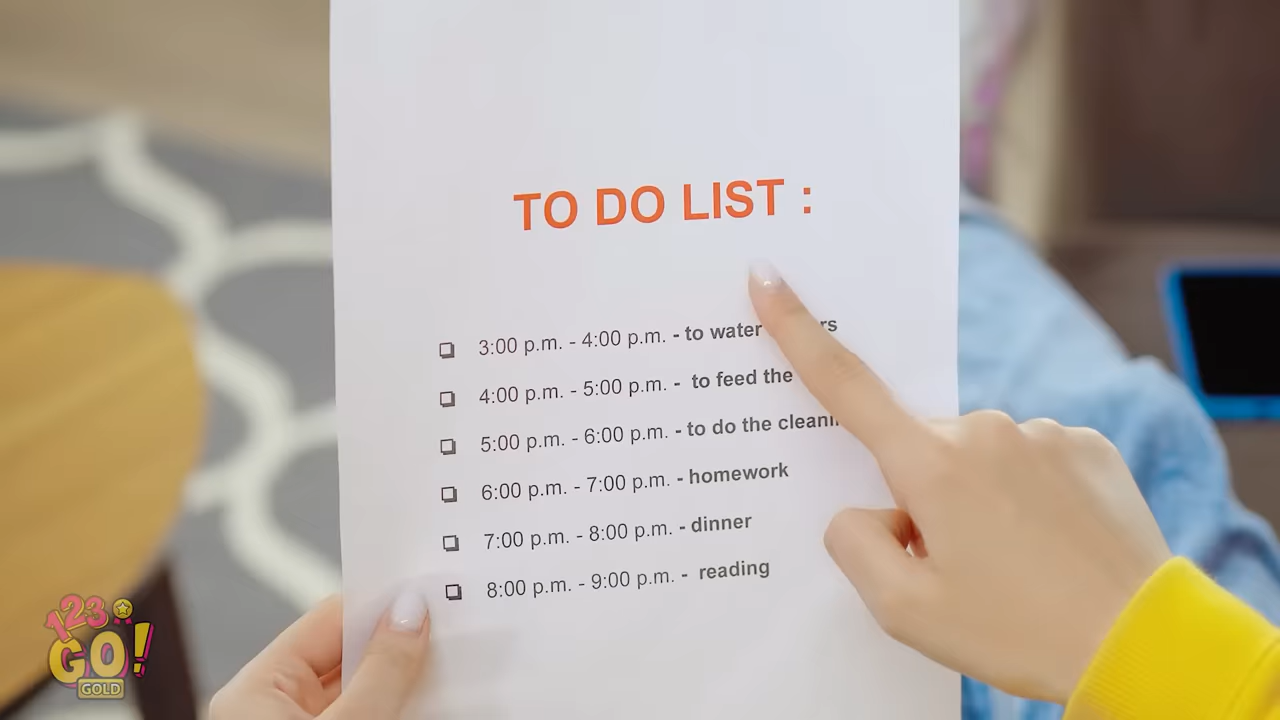 TO DO LIST :
3:00 p.m. - 4:00 p.m. - to water
4:00 p.m. - 5:00 p.m. - to feed the
5:00 p.m. - 6:00 p.m. - to do the
6:00 p.m. - 7:00 p.m. - homework
7:00 p.m. - 8:00 p.m. - dinner
8:00 p.m. - 9:00 p.m. - reading
123
GO!
GOLD